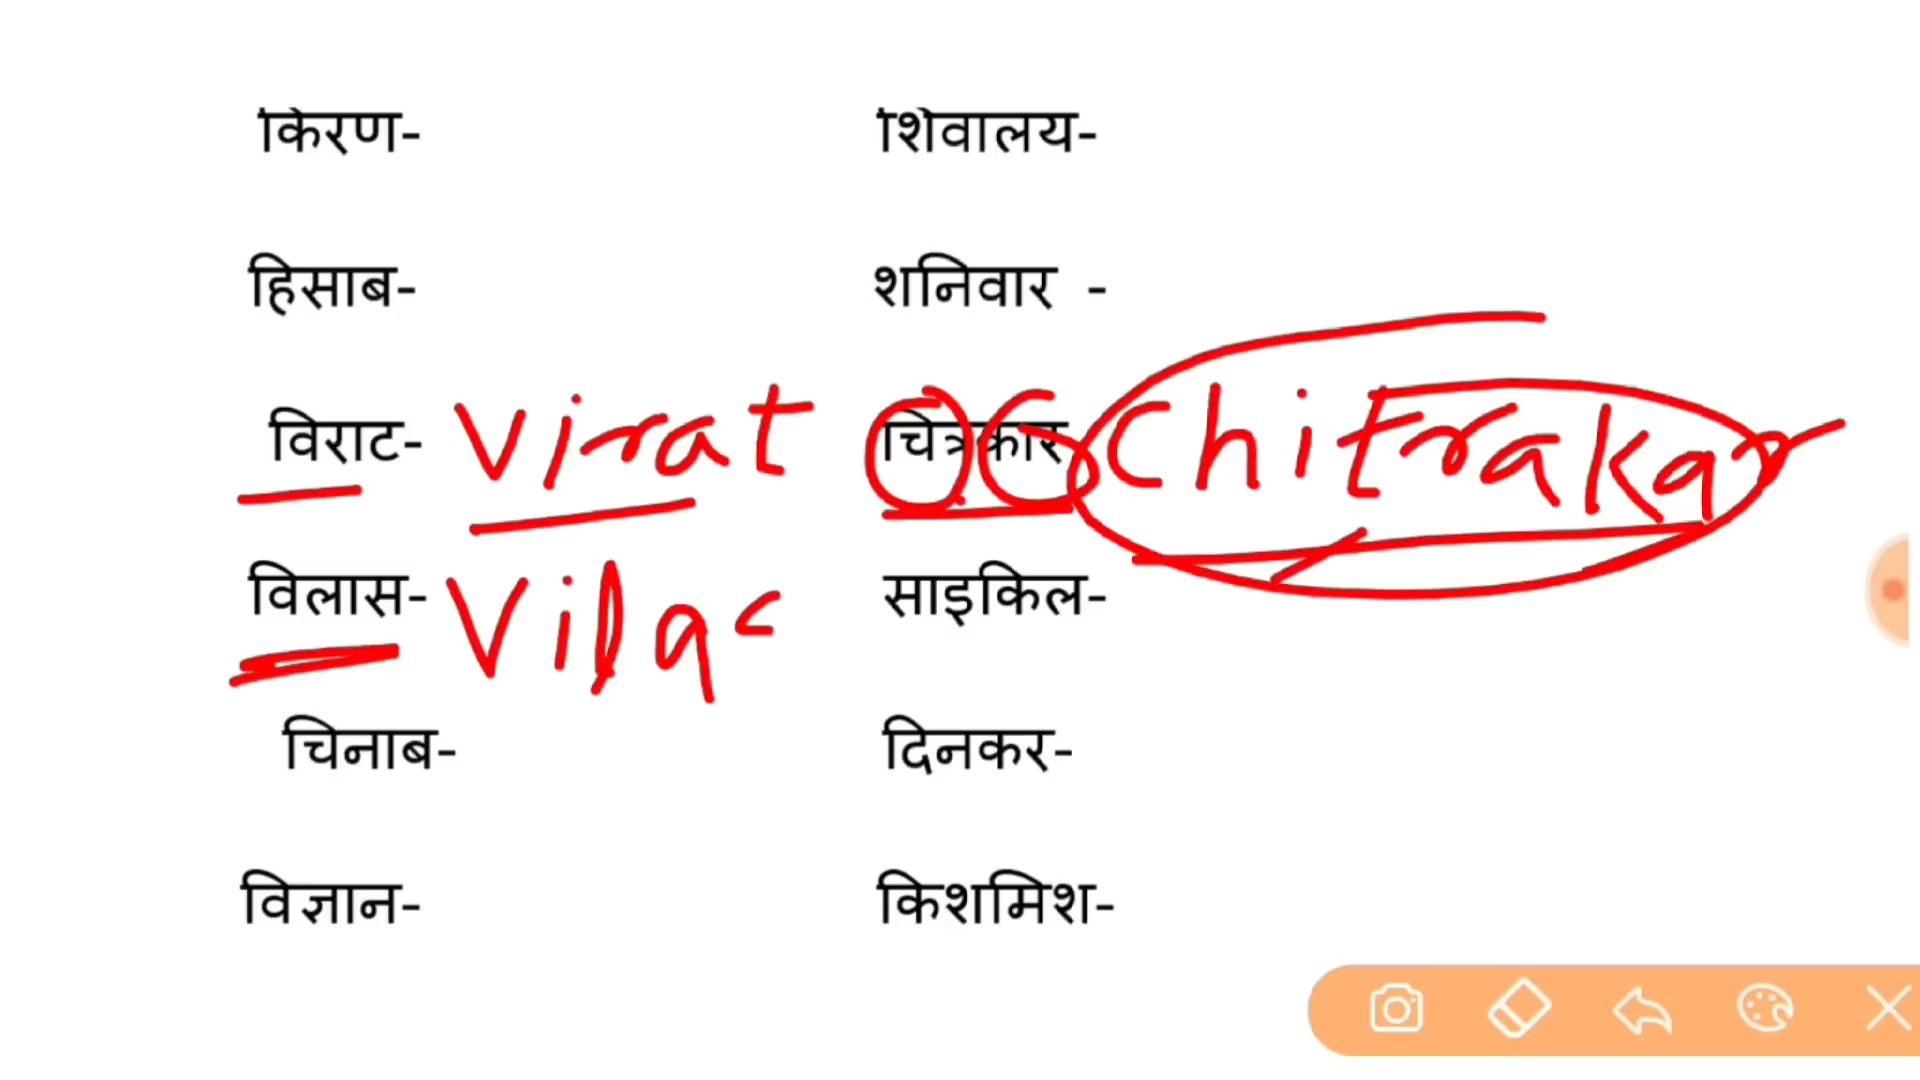 किरण- शिवालय-
हिसाब- शनिवार -
विराट- Virat चित्रकार Chitrakar
विलास- Vilas साइकिल-
चिनाब- दिनकर-
विज्ञान- किशमिश-